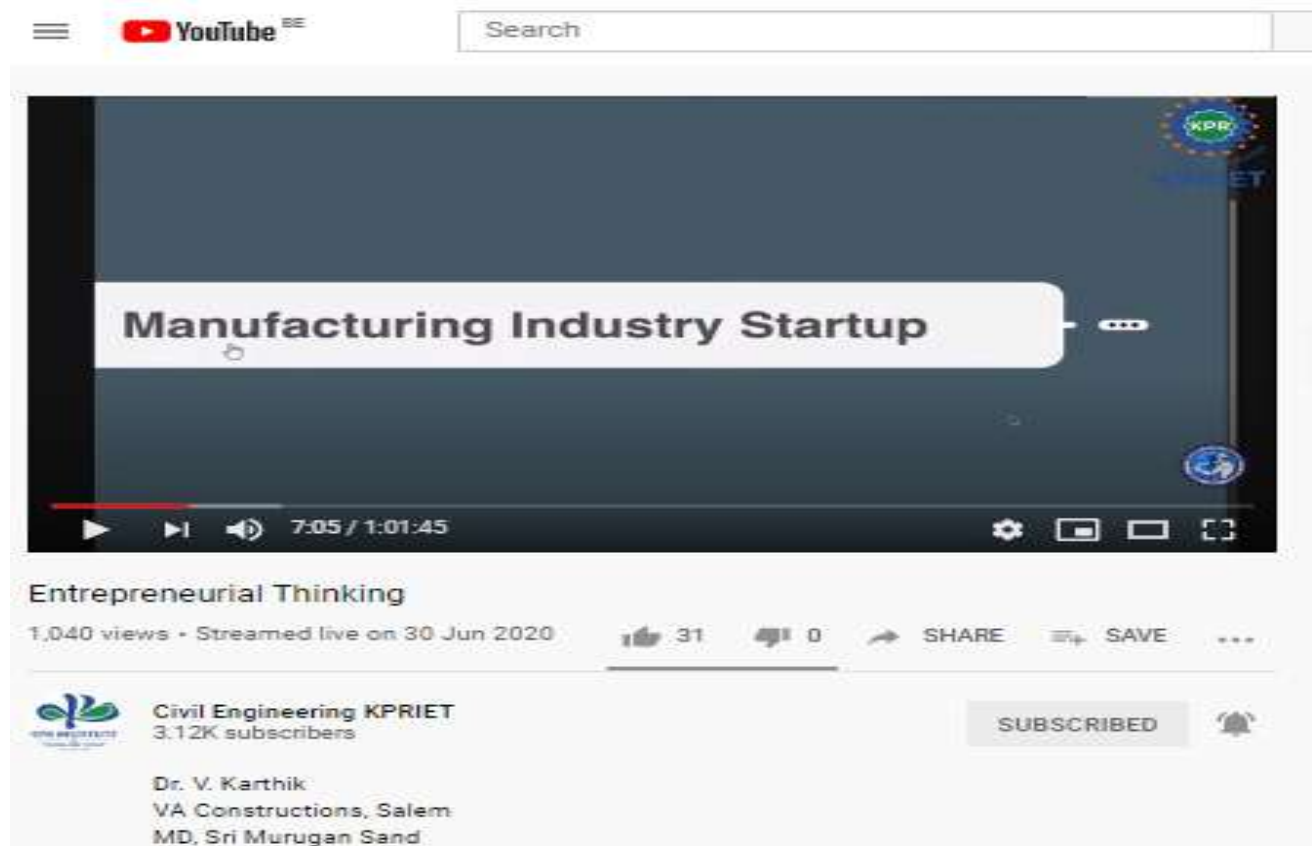 YouTube BE
Search
KPR
Manufacturing Industry Startup
7:05 / 1:01:45
Entrepreneurial Thinking
1,040 views • Streamed live on 30 Jun 2020
31 0 SHARE SAVE
Civil Engineering KPRIET
3.12K subscribers
SUBSCRIBED
Dr. V. Karthik
VA Constructions, Salem
MD, Sri Murugan Sand